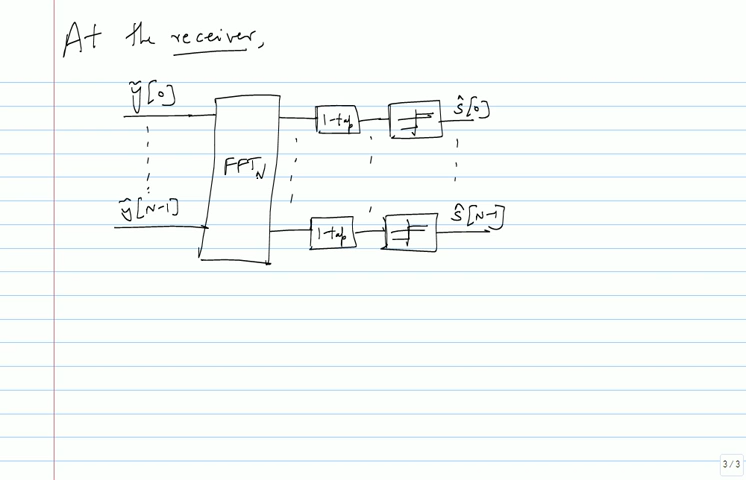 At the receiver,
ỹ[0] 1-tap ŝ[0]
FFT_N
ỹ[N-1] 1-tap ŝ[N-1]
3 / 3